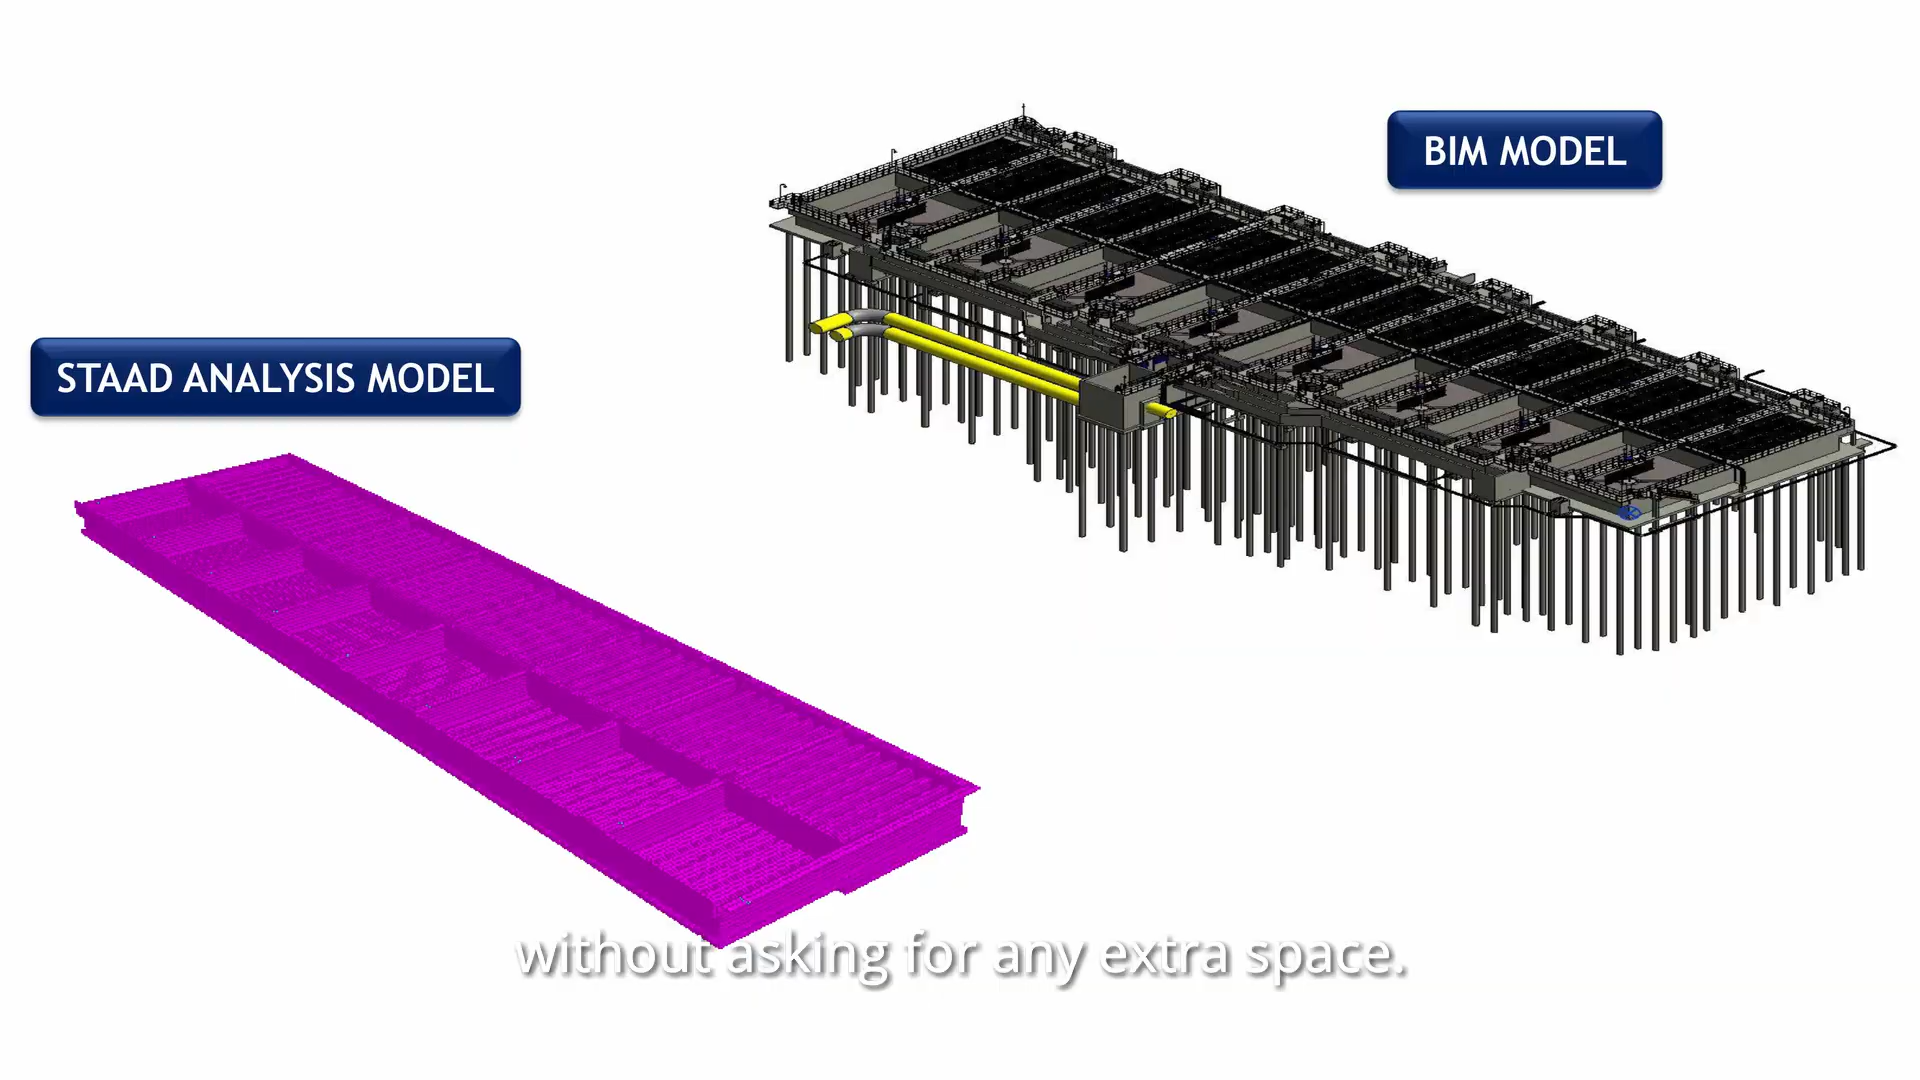 BIM MODEL
STAAD ANALYSIS MODEL
without asking for any extra space.